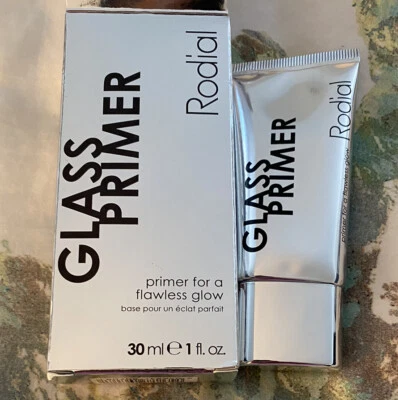 Rodial
GLASS
PRIMER
primer for a
flawless glow
base pour un éclat parfait
30 ml ℮ 1 fl. oz.
Rodial
GLASS
PRIMER